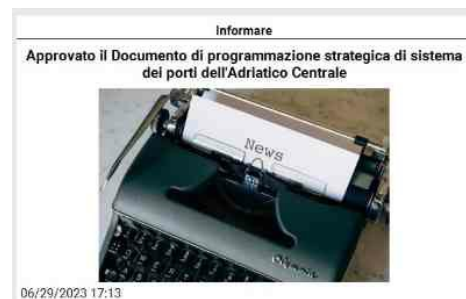 Informare
Approvato il Documento di programmazione strategica di sistema
dei porti dell'Adriatico Centrale
News
Olympia
06/29/2023 17:13